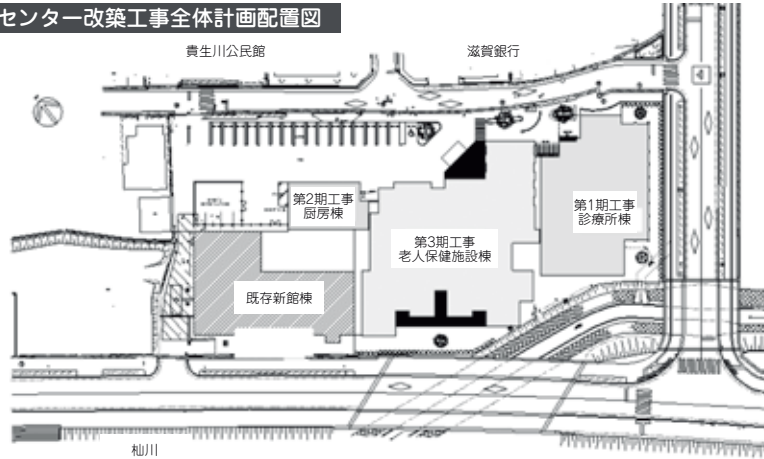 センター改築工事全体計画配置図
貴生川公民館
滋賀銀行
第2期工事
厨房棟
第1期工事
診療所棟
第3期工事
老人保健施設棟
既存新館棟
杣川